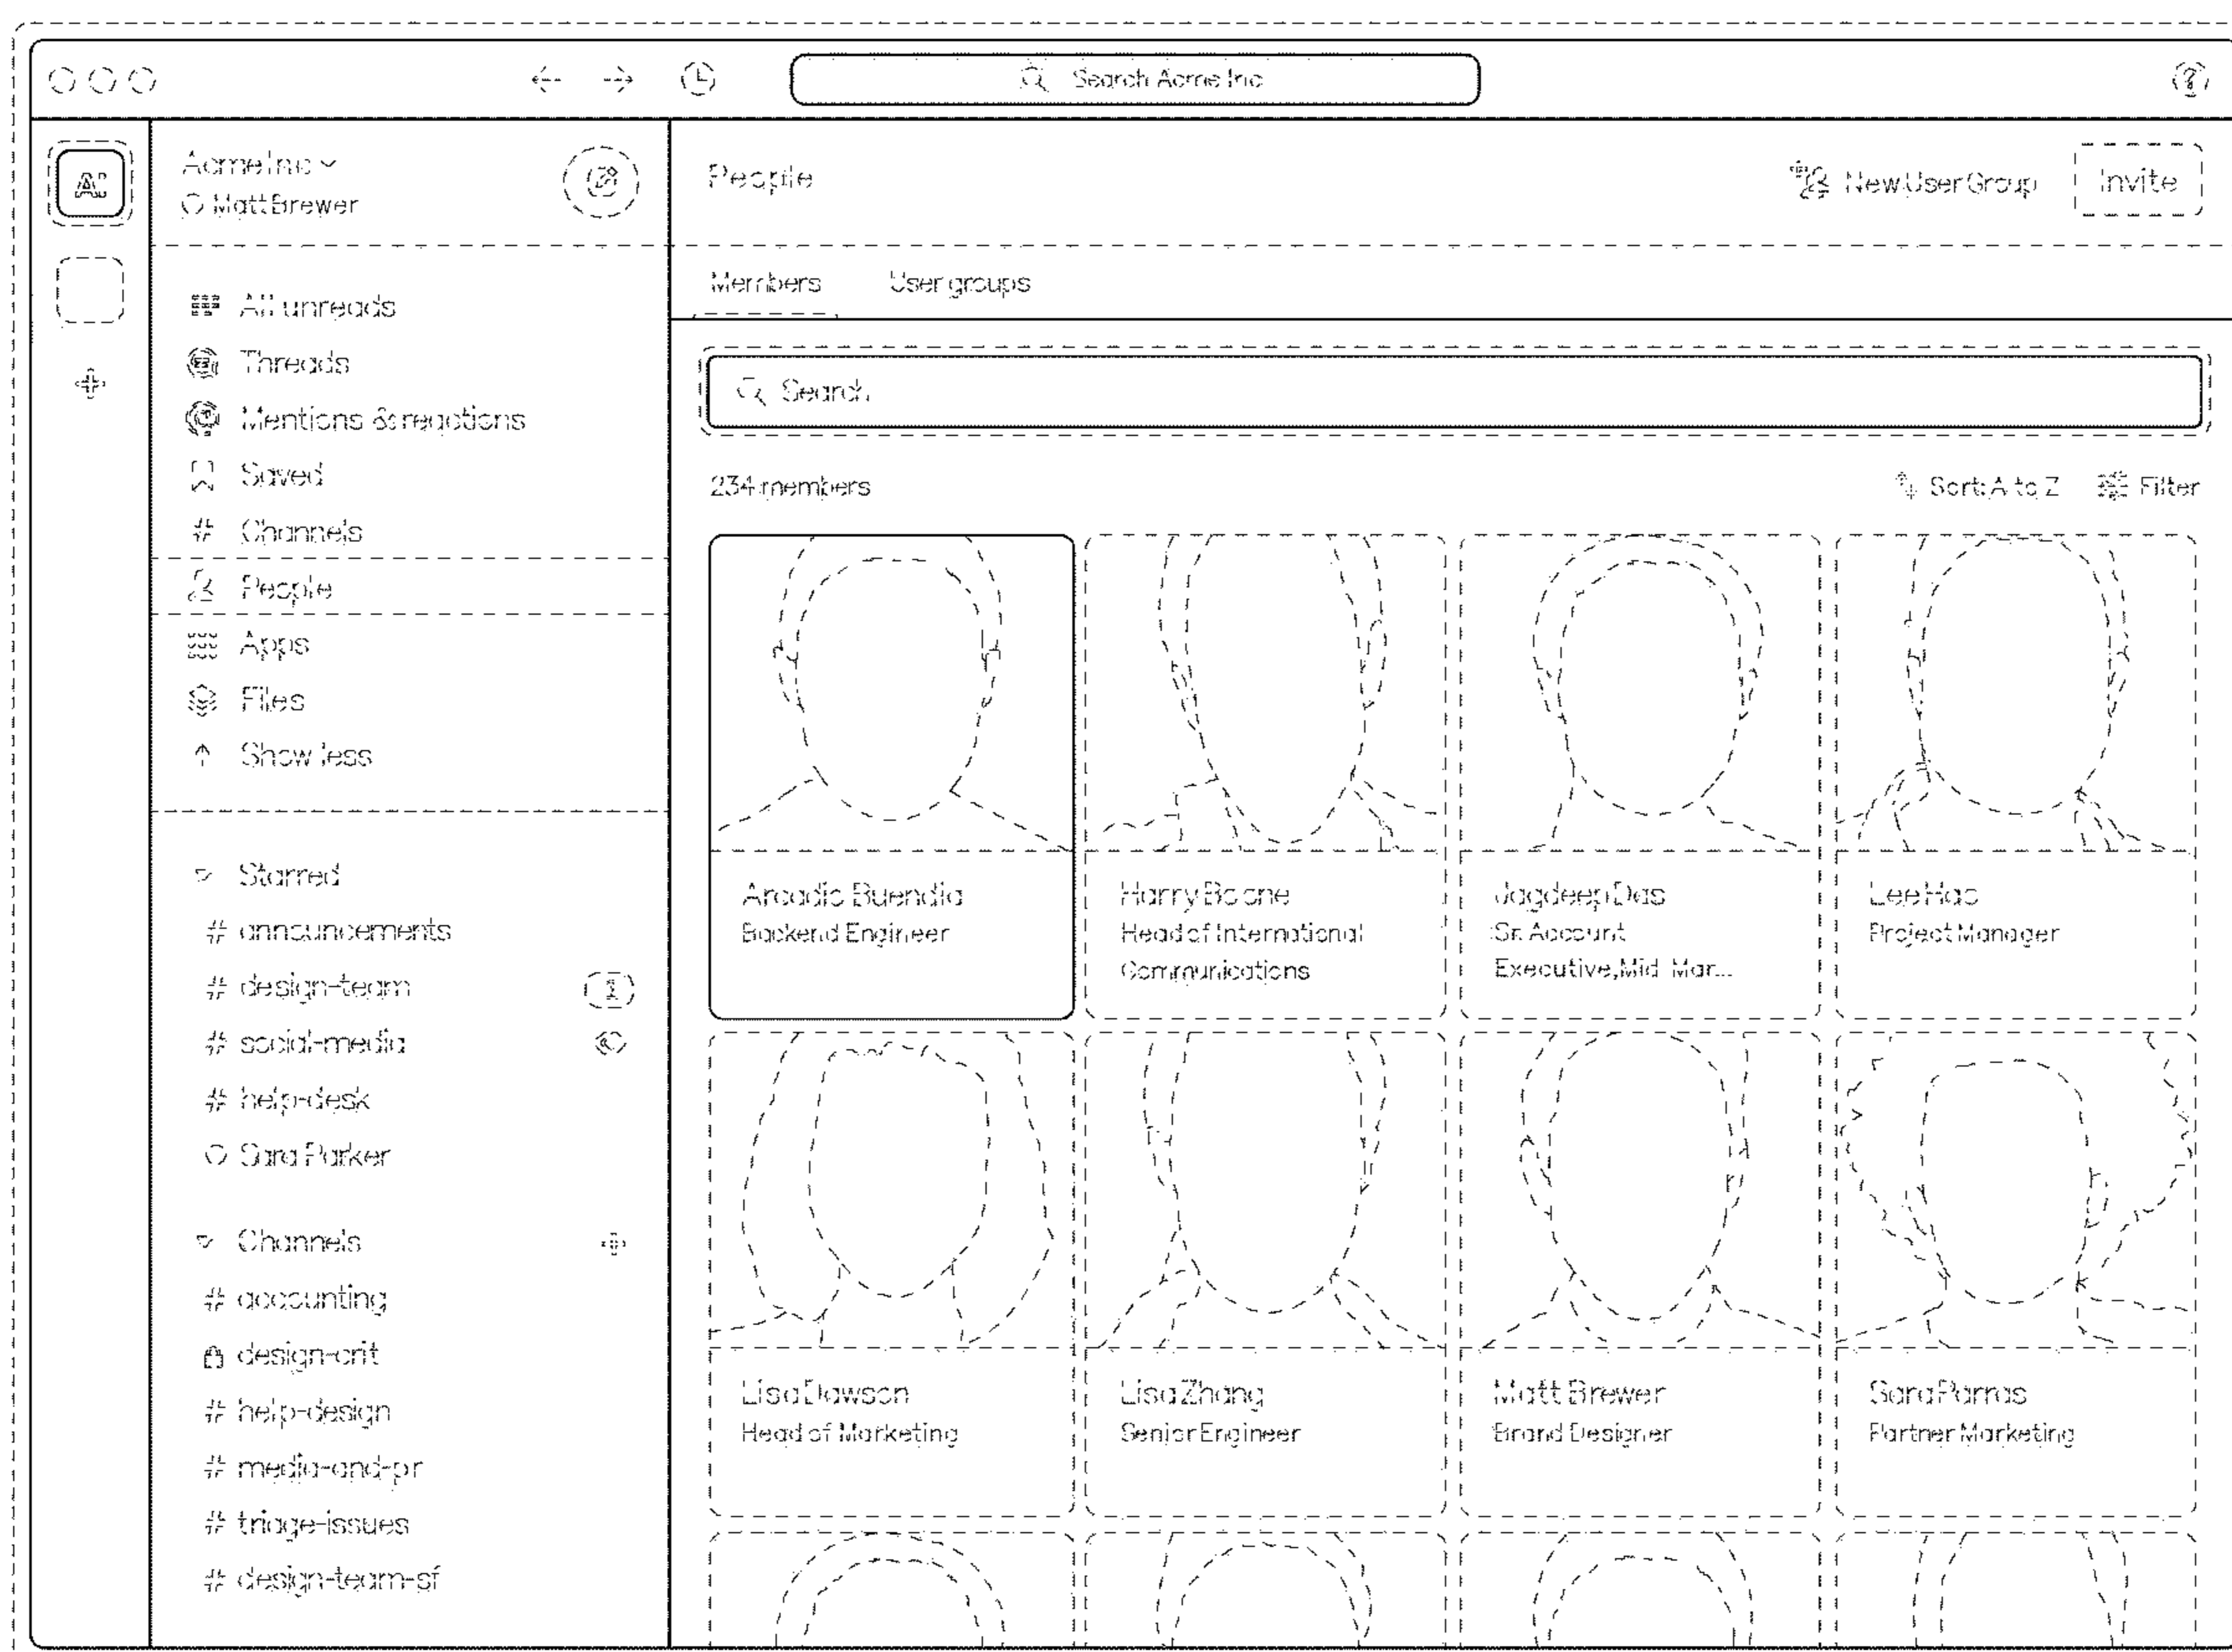 Search Acme Inc
A
Acme Inc
Matt Brewer
All unreads
Threads
Mentions & reactions
Saved
# Channels
People
Apps
Files
Show less
Starred
# announcements
# design-team 1
# social-media
# help-desk
Sara Parker
Channels
# accounting
design-crit
# help-design
# media-and-pr
# triage-issues
# design-team-sf
People
New User Group
Invite
Members
User groups
Search
234 members
Sort: A to Z
Filter
Arcadio Buendia
Backend Engineer
Harry Boone
Head of International
Communications
Jagdeep Das
Sr. Account
Executive, Mid-Mar...
Lee Hao
Project Manager
Lisa Dawson
Head of Marketing
Lisa Zhang
Senior Engineer
Matt Brewer
Brand Designer
Sara Parras
Partner Marketing